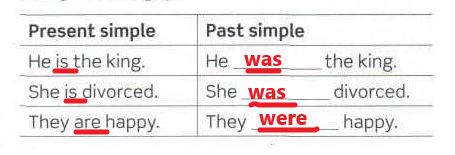 Present simple Past simple
He is the king. He was the king.
She is divorced. She was divorced.
They are happy. They were happy.